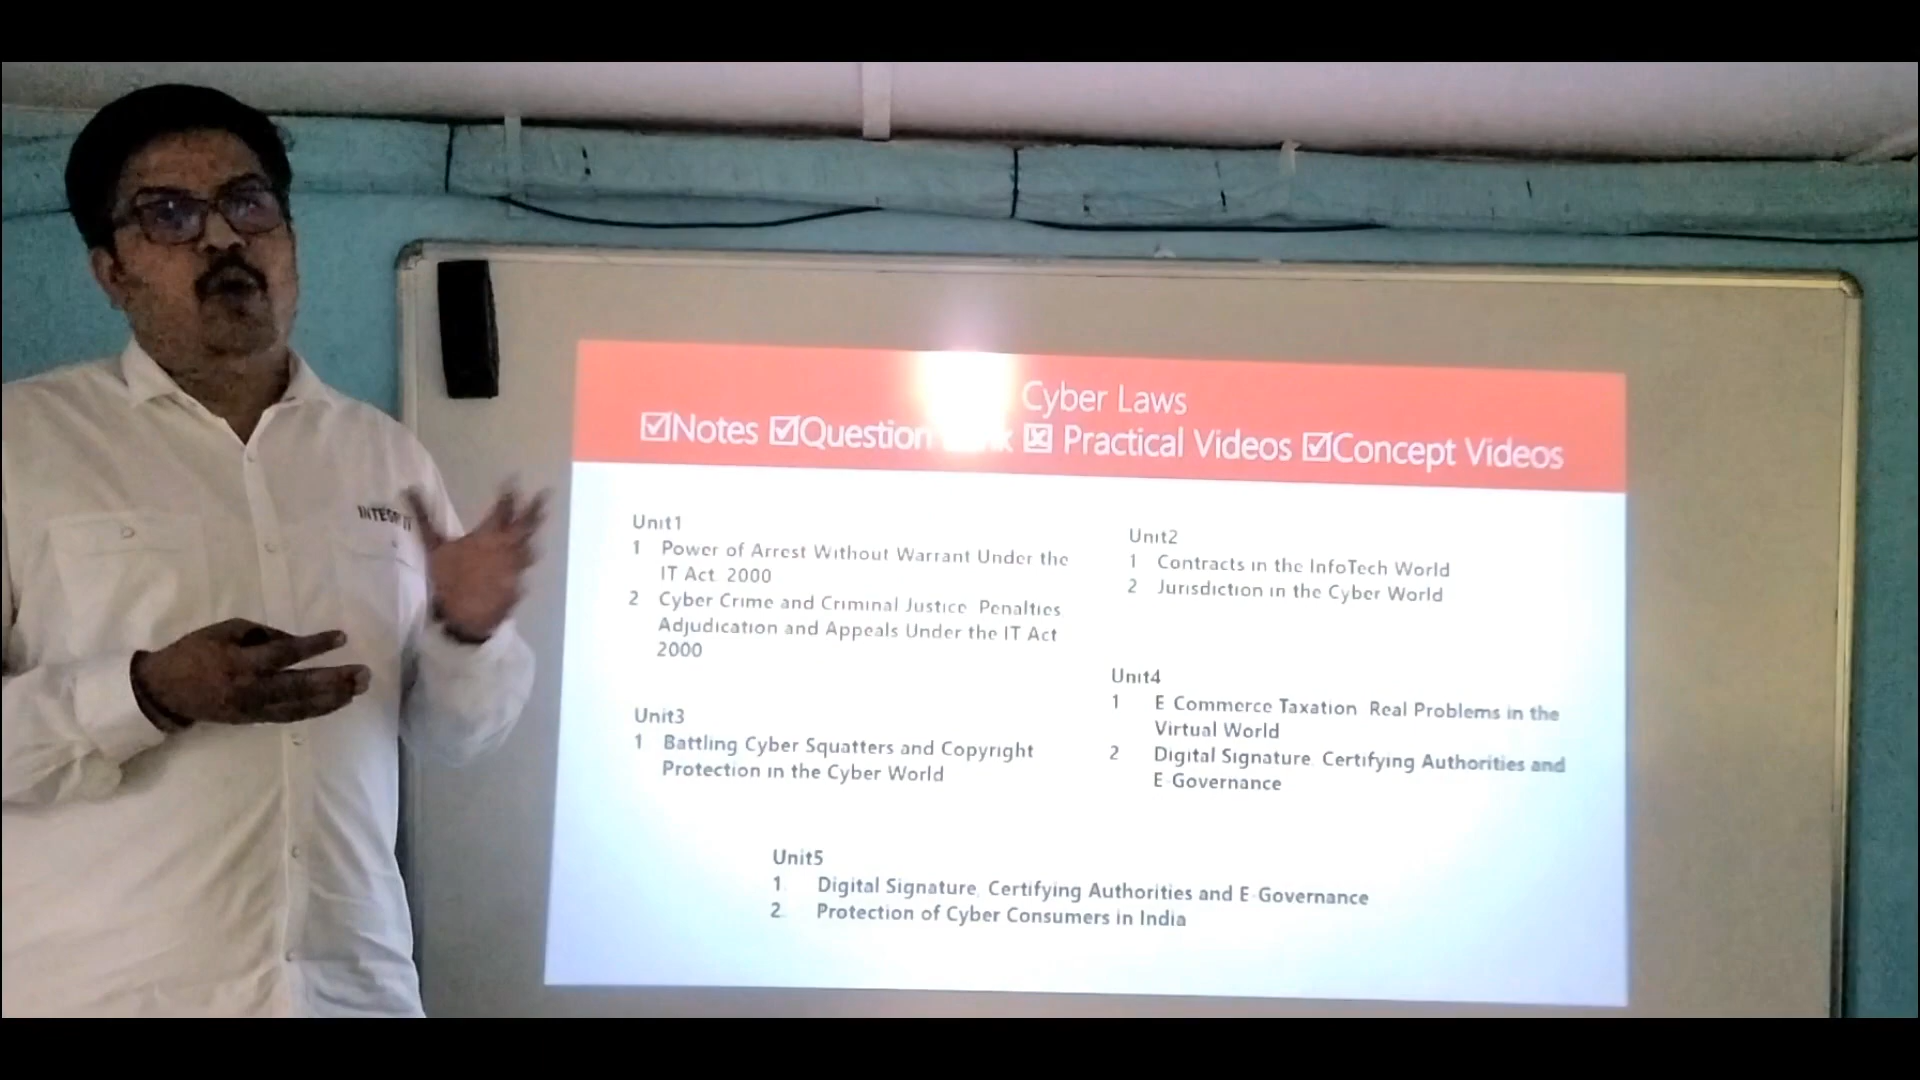 INTEGRITY
Cyber Laws
☑Notes ☑Question ☒ Practical Videos ☑Concept Videos
Unit1
1 Power of Arrest Without Warrant Under the
IT Act 2000
2 Cyber Crime and Criminal Justice Penalties
Adjudication and Appeals Under the IT Act
2000
Unit2
1 Contracts in the InfoTech World
2 Jurisdiction in the Cyber World
Unit3
1 Battling Cyber Squatters and Copyright
Protection in the Cyber World
Unit4
1 E Commerce Taxation Real Problems in the
Virtual World
2 Digital Signature Certifying Authorities and
E-Governance
Unit5
1. Digital Signature, Certifying Authorities and E-Governance
2. Protection of Cyber Consumers in India